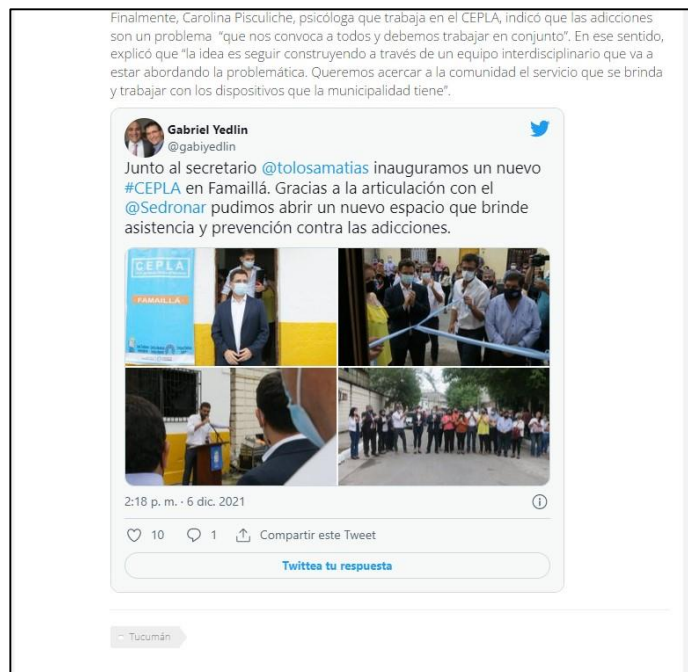 Finalmente, Carolina Pisculiche, psicóloga que trabaja en el CEPLA, indicó que las adicciones
son un problema “que nos convoca a todos y debemos trabajar en conjunto”. En ese sentido,
explicó que “la idea es seguir construyendo a través de un equipo interdisciplinario que va a
estar abordando la problemática. Queremos acercar a la comunidad el servicio que se brinda
y trabajar con los dispositivos que la municipalidad tiene”.
Gabriel Yedlin
@gabiyedlin
Junto al secretario @tolosamatias inauguramos un nuevo
#CEPLA en Famaillá. Gracias a la articulación con el
@Sedronar pudimos abrir un nuevo espacio que brinde
asistencia y prevención contra las adicciones.
CEPLA
FAMAILLÁ
2:18 p. m. · 6 dic. 2021
10 1 Compartir este Tweet
Twittea tu respuesta
Tucumán